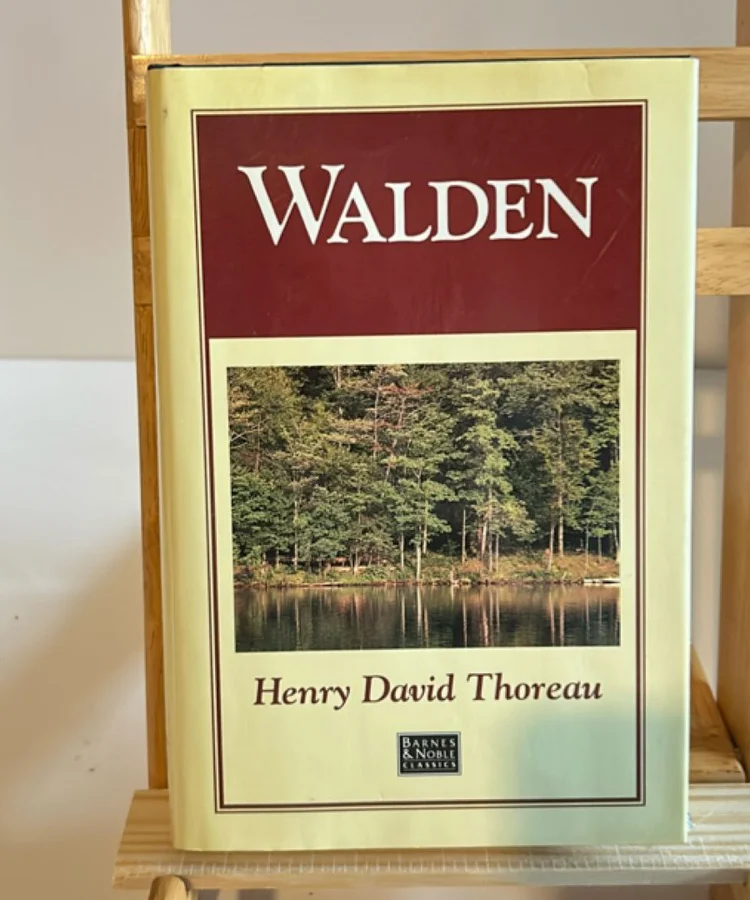 WALDEN
Henry David Thoreau
BARNES
& NOBLE
CLASSICS